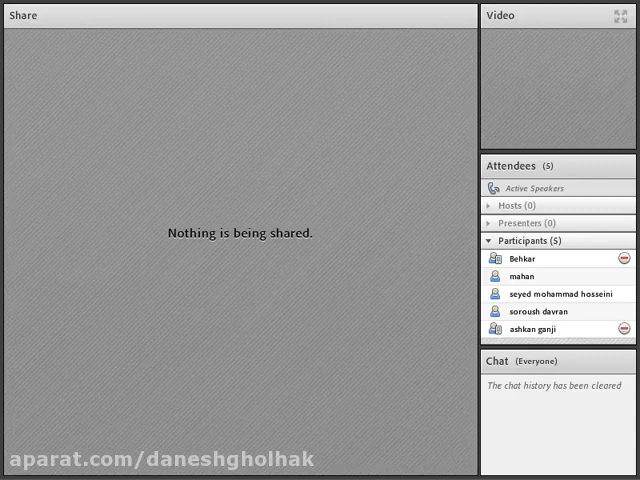 Share
Nothing is being shared.
aparat.com/daneshgholhak
Video
Attendees (5)
Active Speakers
Hosts (0)
Presenters (0)
Participants (5)
Behkar
mahan
seyed mohammad hosseini
soroush davran
ashkan ganji
Chat (Everyone)
The chat history has been cleared